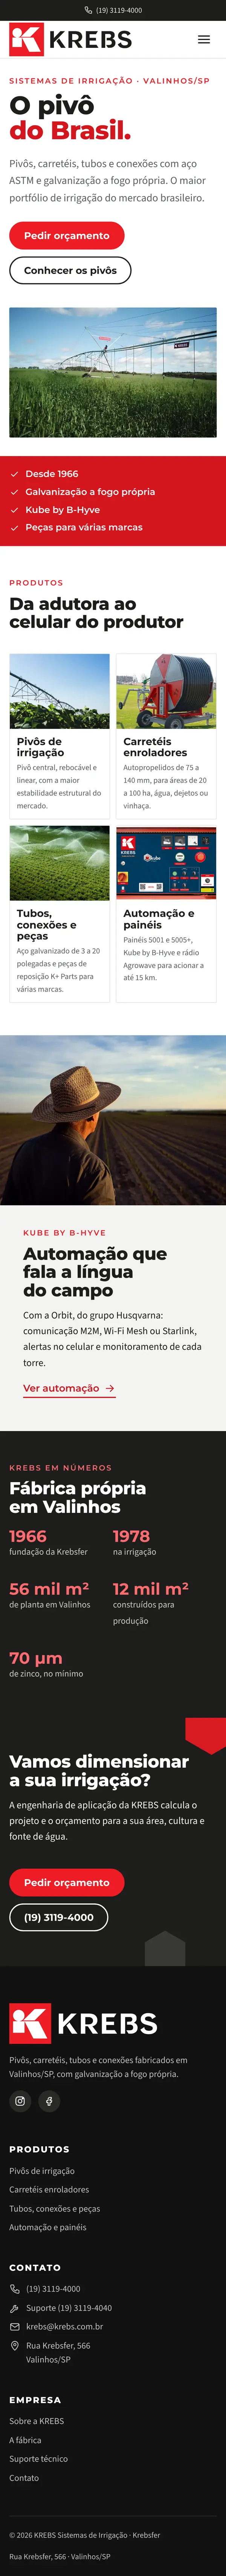 (19) 3119-4000
KREBS
SISTEMAS DE IRRIGAÇÃO · VALINHOS/SP
O pivô
do Brasil.
Pivôs, carretéis, tubos e conexões com aço
ASTM e galvanização a fogo própria. O maior
portfólio de irrigação do mercado brasileiro.
Pedir orçamento
Conhecer os pivôs
Desde 1966
Galvanização a fogo própria
Kube by B-Hyve
Peças para várias marcas
PRODUTOS
Da adutora ao
celular do produtor
Pivôs de
irrigação
Pivô central, rebocável e
linear, com a maior
estabilidade estrutural do
mercado.
Carretéis
enroladores
Autopropelidos de 75 a
140 mm, para áreas de 20
a 100 ha, água, dejetos ou
vinhaça.
Tubos,
conexões e
peças
Aço galvanizado de 3 a 20
polegadas e peças de
reposição K+ Parts para
várias marcas.
KREBS
Automação e
painéis
Painéis 5001 e 5005+,
Kube by B-Hyve e rádio
Agrowave para acionar a
até 15 km.
KUBE BY B-HYVE
Automação que
fala a língua
do campo
Com a Orbit, do grupo Husqvarna:
comunicação M2M, Wi-Fi Mesh ou Starlink,
alertas no celular e monitoramento de cada
torre.
Ver automação
KREBS EM NÚMEROS
Fábrica própria
em Valinhos
1966
fundação da Krebsfer
1978
na irrigação
56 mil m²
de planta em Valinhos
12 mil m²
construídos para
produção
70 µm
de zinco, no mínimo
Vamos dimensionar
a sua irrigação?
A engenharia de aplicação da KREBS calcula o
projeto e o orçamento para a sua área, cultura e
fonte de água.
Pedir orçamento
(19) 3119-4000
KREBS
Pivôs, carretéis, tubos e conexões fabricados em
Valinhos/SP, com galvanização a fogo própria.
PRODUTOS
Pivôs de irrigação
Carretéis enroladores
Tubos, conexões e peças
Automação e painéis
CONTATO
(19) 3119-4000
Suporte (19) 3119-4040
krebs@krebs.com.br
Rua Krebsfer, 566
Valinhos/SP
EMPRESA
Sobre a KREBS
A fábrica
Suporte técnico
Contato
© 2026 KREBS Sistemas de Irrigação · Krebsfer
Rua Krebsfer, 566 · Valinhos/SP